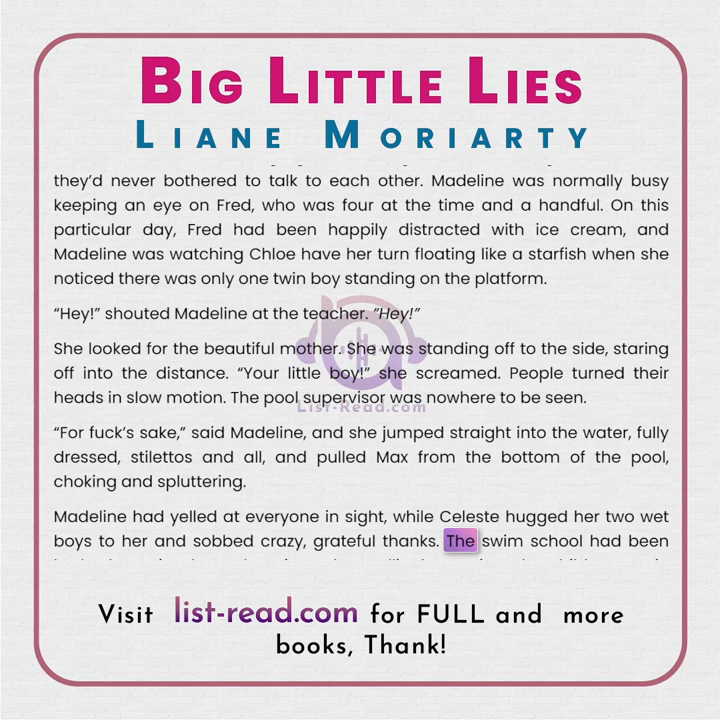 BIG LITTLE LIES
LIANE MORIARTY
they’d never bothered to talk to each other. Madeline was normally busy
keeping an eye on Fred, who was four at the time and a handful. On this
particular day, Fred had been happily distracted with ice cream, and
Madeline was watching Chloe have her turn floating like a starfish when she
noticed there was only one twin boy standing on the platform.
“Hey!” shouted Madeline at the teacher. “Hey!”
She looked for the beautiful mother. She was standing off to the side, staring
off into the distance. “Your little boy!” she screamed. People turned their
heads in slow motion. The pool supervisor was nowhere to be seen.
List-Read.com
“For fuck’s sake,” said Madeline, and she jumped straight into the water, fully
dressed, stilettos and all, and pulled Max from the bottom of the pool,
choking and spluttering.
Madeline had yelled at everyone in sight, while Celeste hugged her two wet
boys to her and sobbed crazy, grateful thanks. The swim school had been
Visit list-read.com for FULL and more
books, Thank!